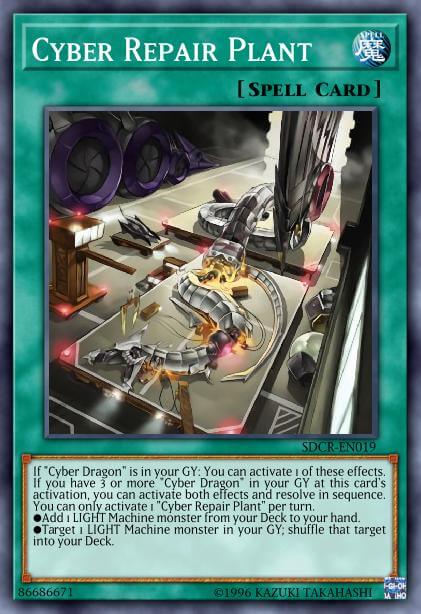 CYBER REPAIR PLANT
SPELL
魔
[SPELL CARD]
SDCR-EN019
If "Cyber Dragon" is in your GY: You can activate 1 of these effects.
If you have 3 or more "Cyber Dragon" in your GY at this card's
activation, you can activate both effects and resolve in sequence.
You can only activate 1 "Cyber Repair Plant" per turn.
●Add 1 LIGHT Machine monster from your Deck to your hand.
●Target 1 LIGHT Machine monster in your GY; shuffle that target
into your Deck.
86686671
©1996 KAZUKI TAKAHASHI